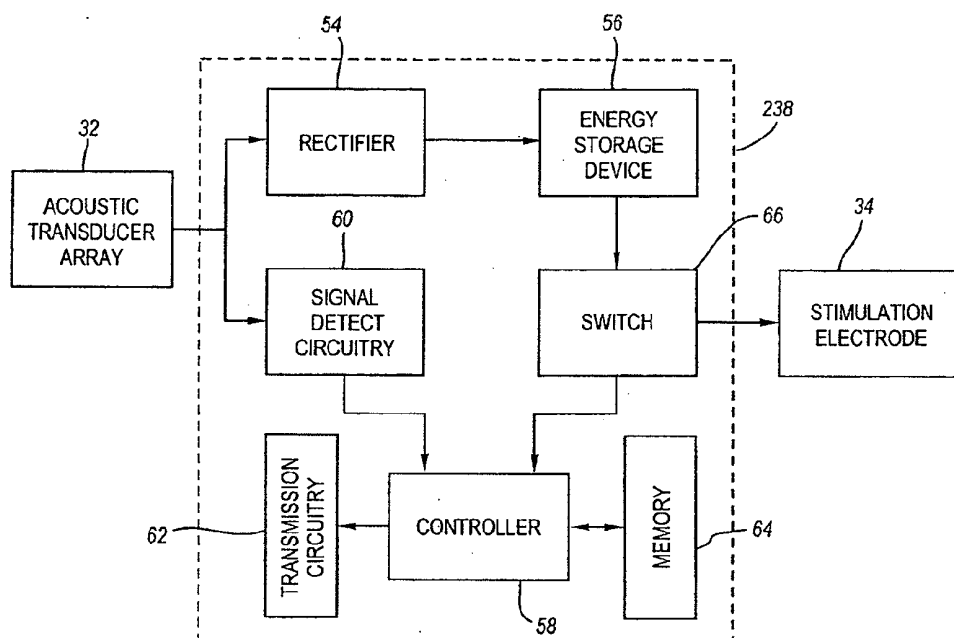 54
56
238
32
RECTIFIER
ENERGY
STORAGE
DEVICE
ACOUSTIC
TRANSDUCER
ARRAY
60
66
34
SIGNAL
DETECT
CIRCUITRY
SWITCH
STIMULATION
ELECTRODE
62
TRANSMISSION
CIRCUITRY
CONTROLLER
MEMORY
64
58